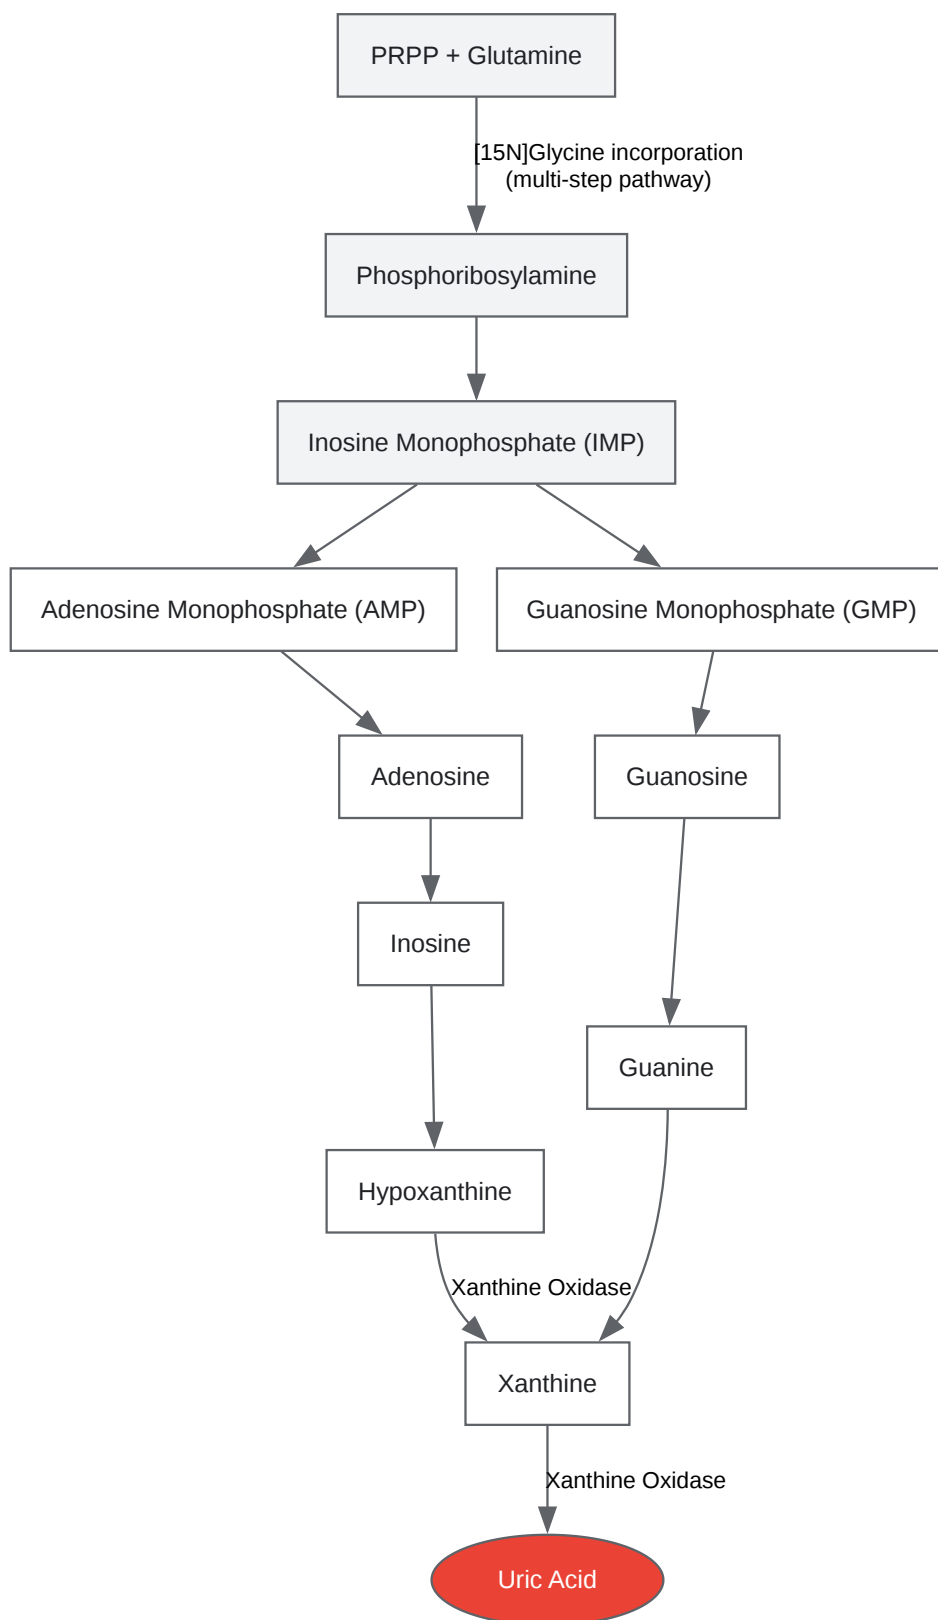 PRPP + Glutamine
[15N]Glycine incorporation
(multi-step pathway)
Phosphoribosylamine
Inosine Monophosphate (IMP)
Adenosine Monophosphate (AMP)
Guanosine Monophosphate (GMP)
Adenosine
Guanosine
Inosine
Guanine
Hypoxanthine
Xanthine Oxidase
Xanthine
Xanthine Oxidase
Uric Acid